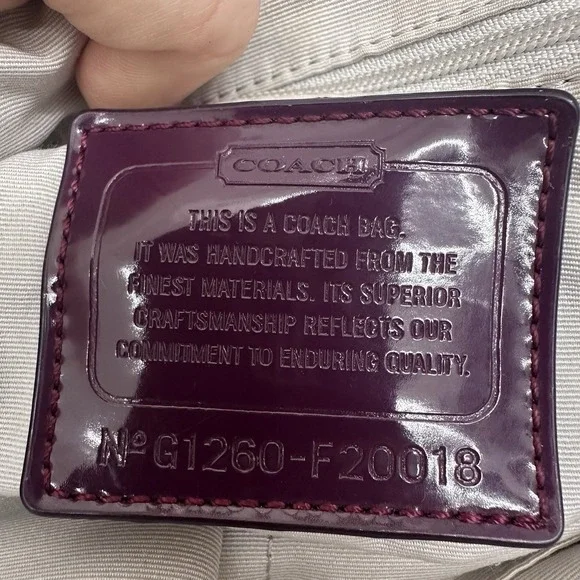 COACH
THIS IS A COACH BAG.
IT WAS HANDCRAFTED FROM THE
FINEST MATERIALS. ITS SUPERIOR
CRAFTSMANSHIP REFLECTS OUR
COMMITMENT TO ENDURING QUALITY.
Nº G1260-F20018